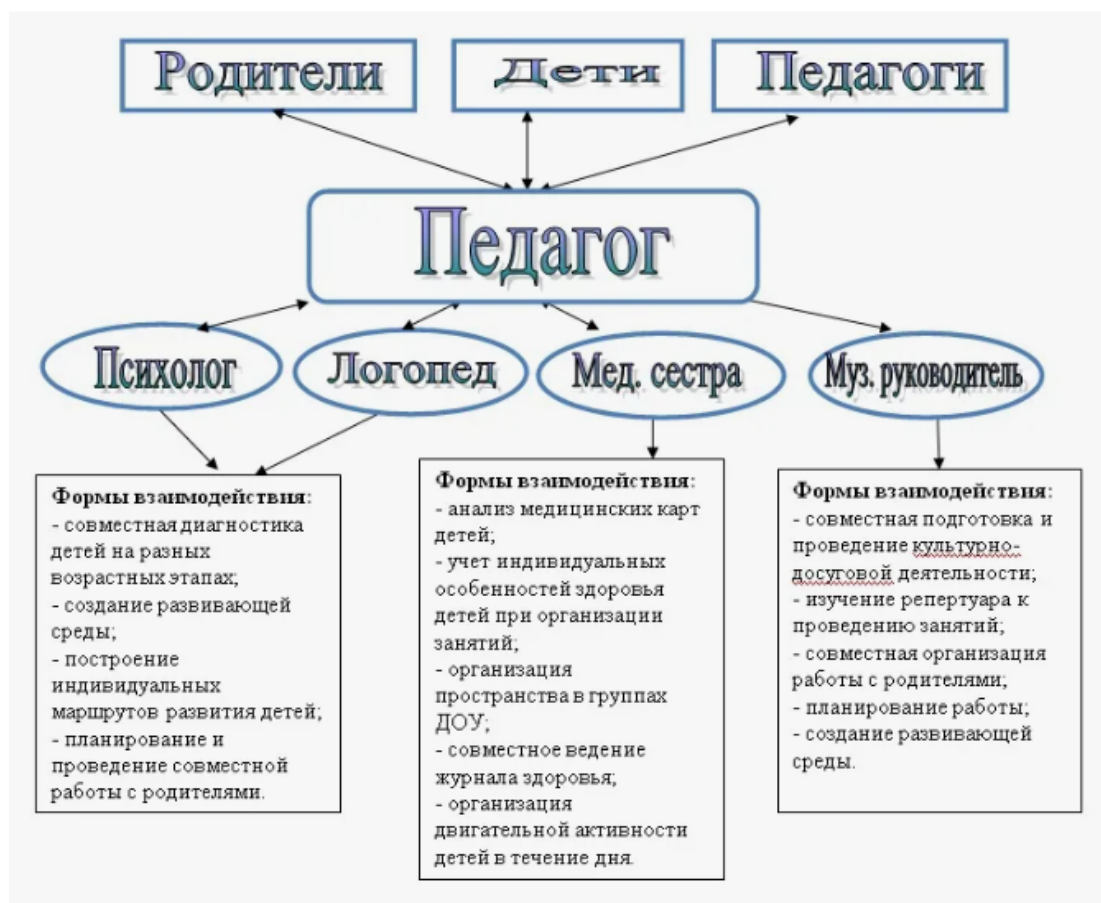 Родители
Дети
Педагоги
Педагог
Психолог
Логопед
Мед. сестра
Муз. руководитель
Формы взаимодействия:
- совместная диагностика
детей на разных
возрастных этапах;
- создание развивающей
среды;
- построение
индивидуальных
маршрутов развития детей;
- планирование и
проведение совместной
работы с родителями.
Формы взаимодействия:
- анализ медицинских карт
детей;
- учет индивидуальных
особенностей здоровья
детей при организации
занятий;
- организация
пространства в группах
ДОУ;
- совместное ведение
журнала здоровья;
- организация
двигательной активности
детей в течение дня.
Формы взаимодействия:
- совместная подготовка и
проведение культурно-
досуговой деятельности;
- изучение репертуара к
проведению занятий;
- совместная организация
работы с родителями;
- планирование работы;
- создание развивающей
среды.